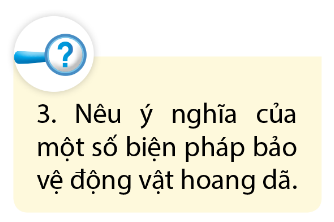 ?
3. Nêu ý nghĩa của
một số biện pháp bảo
vệ động vật hoang dã.